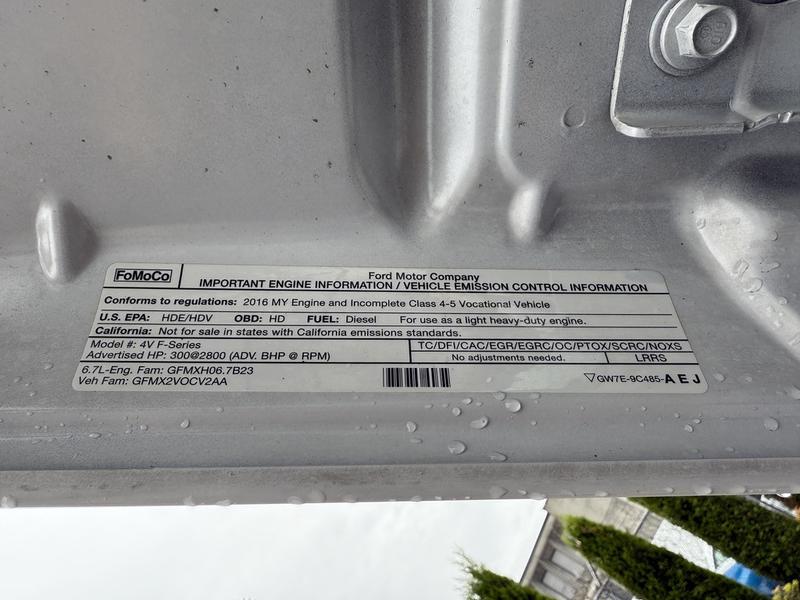 FoMoCo
Ford Motor Company
IMPORTANT ENGINE INFORMATION / VEHICLE EMISSION CONTROL INFORMATION
Conforms to regulations: 2016 MY Engine and Incomplete Class 4-5 Vocational Vehicle
U.S. EPA: HDE/HDV OBD: HD FUEL: Diesel For use as a light heavy-duty engine.
California: Not for sale in states with California emissions standards.
Model #: 4V F-Series
Advertised HP: 300@2800 (ADV. BHP @ RPM)
TC/DFI/CAC/EGR/EGRC/OC/PTOX/SCRC/NOXS
No adjustments needed. LRRS
6.7L-Eng. Fam: GFMXH06.7B23
Veh Fam: GFMX2VOCV2AA
GW7E-9C485-A E J